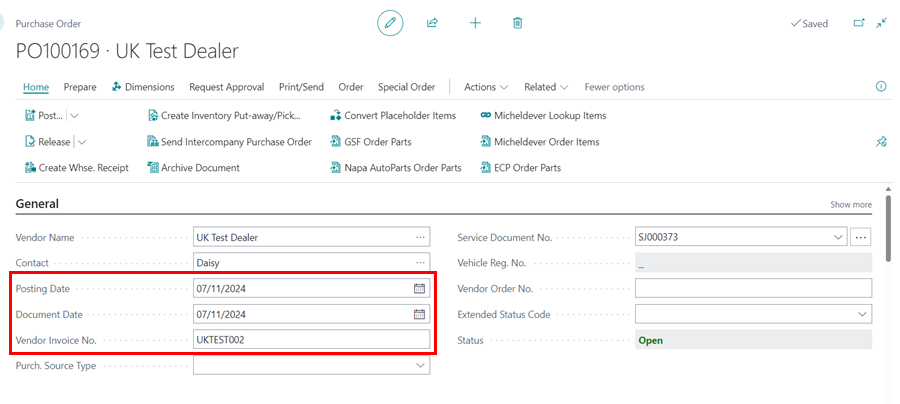 Purchase Order
Saved
PO100169 · UK Test Dealer
Home Prepare Dimensions Request Approval Print/Send Order Special Order Actions Related Fewer options
Post... Create Inventory Put-away/Pick... Convert Placeholder Items Micheldever Lookup Items
Release Send Intercompany Purchase Order GSF Order Parts Micheldever Order Items
Create Whse. Receipt Archive Document Napa AutoParts Order Parts ECP Order Parts
General Show more
Vendor Name UK Test Dealer ... Service Document No. SJ000373 ...
Contact Daisy ... Vehicle Reg. No. _
Posting Date 07/11/2024 Vendor Order No.
Document Date 07/11/2024 Extended Status Code
Vendor Invoice No. UKTEST002 Status Open
Purch. Source Type